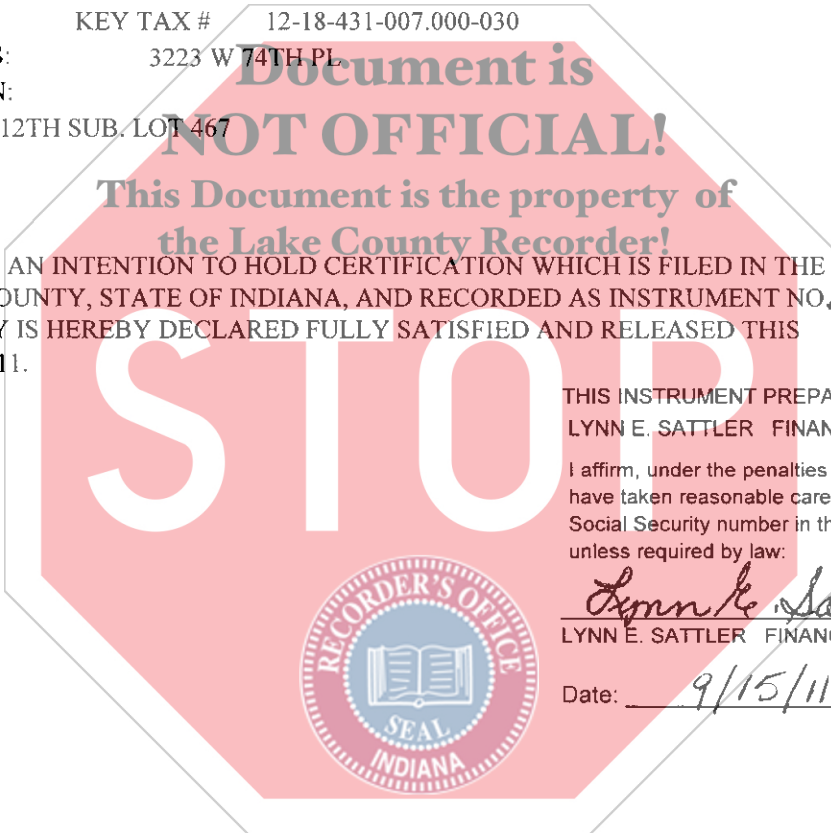 KEY TAX # 12-18-431-007.000-030
: 3223 W 74TH PL
N:
12TH SUB. LOT 467
Document is
NOT OFFICIAL!
This Document is the property of
the Lake County Recorder!
AN INTENTION TO HOLD CERTIFICATION WHICH IS FILED IN THE
OUNTY, STATE OF INDIANA, AND RECORDED AS INSTRUMENT NO.
Y IS HEREBY DECLARED FULLY SATISFIED AND RELEASED THIS
11.
STOP
THIS INSTRUMENT PREPA
LYNN E. SATTLER FINAN
I affirm, under the penalties
have taken reasonable care
Social Security number in th
unless required by law:
Lynn E. Sa
LYNN E. SATTLER FINANC
Date: 9/15/11
RECORDER'S OFFICE
SEAL
INDIANA